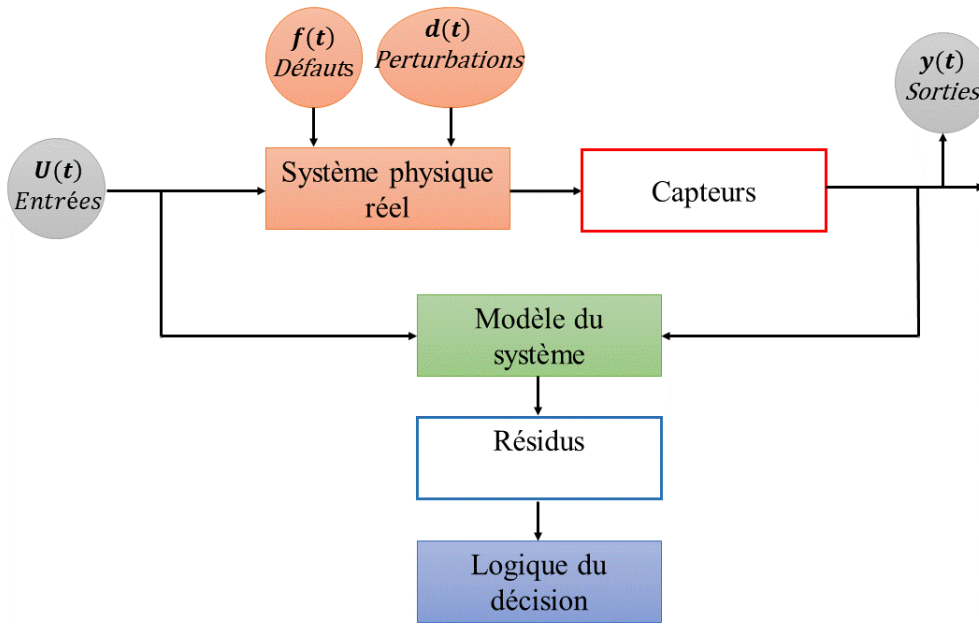 f(t)
Défauts
d(t)
Perturbations
y(t)
Sorties
U(t)
Entrées
Système physique
réel
Capteurs
Modèle du
système
Résidus
Logique du
décision